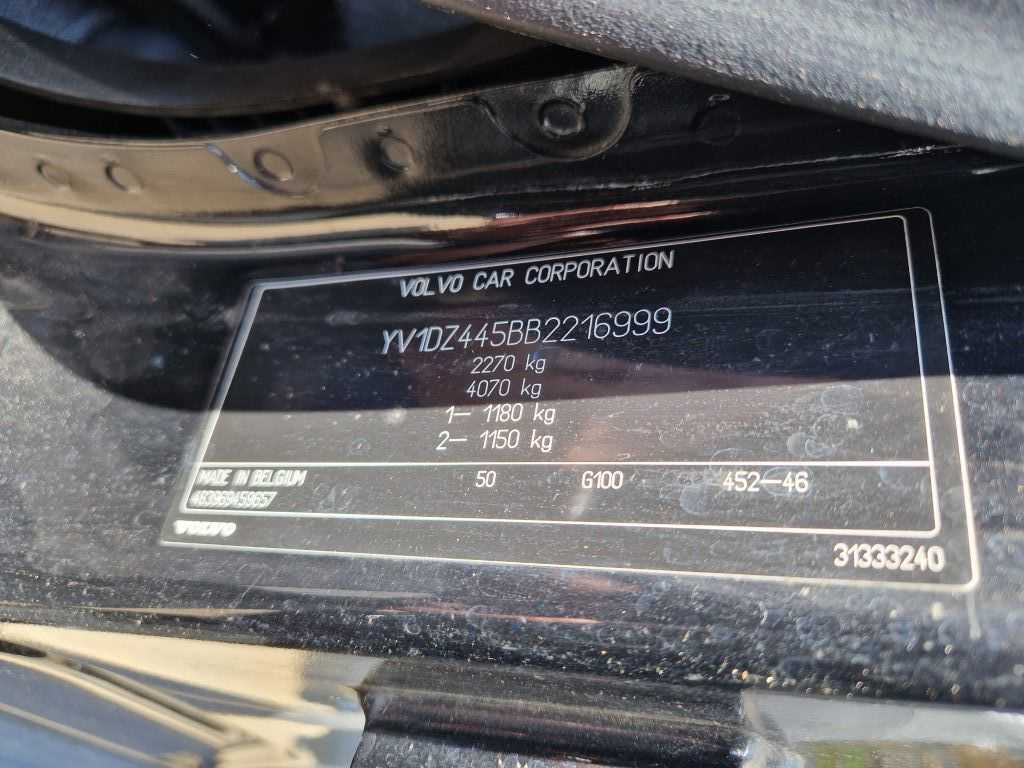 VOLVO CAR CORPORATION
YV1DZ445BB2216999
2270 kg
4070 kg
1– 1180 kg
2– 1150 kg
MADE IN BELGIUM 50 G100 452–46
VOLVO
31333240